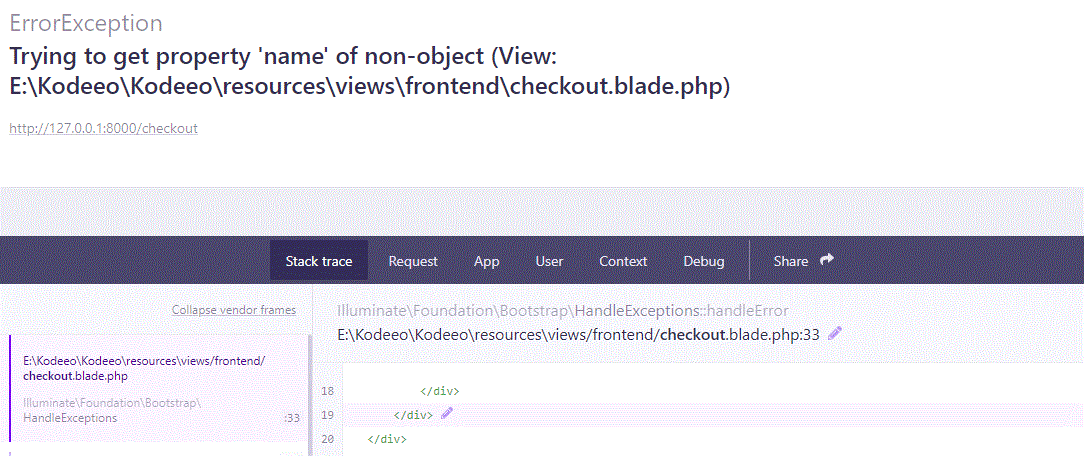 ErrorException
Trying to get property 'name' of non-object (View:
E:\Kodeeo\Kodeeo\resources\views\frontend\checkout.blade.php)
http://127.0.0.1:8000/checkout
Stack trace Request App User Context Debug Share
Collapse vendor frames
E:\Kodeeo\Kodeeo\resources\views/frontend/
checkout.blade.php
Illuminate\Foundation\Bootstrap\
HandleExceptions :33
Illuminate\Foundation\Bootstrap\HandleExceptions::handleError
E:\Kodeeo\Kodeeo\resources\views/frontend/checkout.blade.php:33
18 </div>
19 </div>
20 </div>